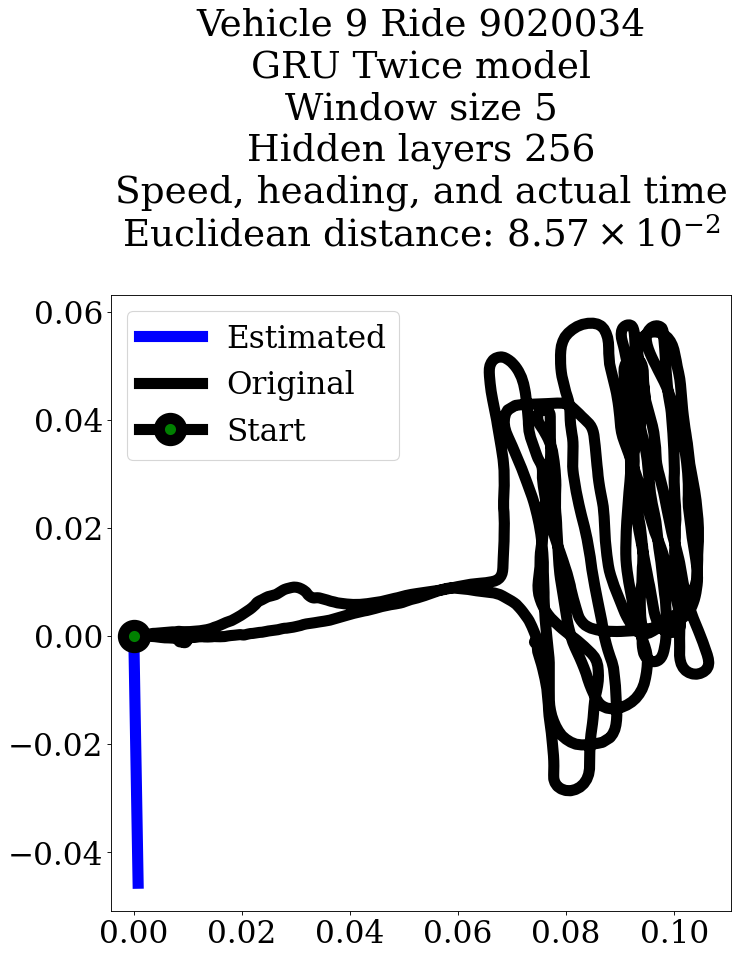 Vehicle 9 Ride 9020034
GRU Twice model
Window size 5
Hidden layers 256
Speed, heading, and actual time
Euclidean distance: 8.57 × 10⁻²
0.06
Estimated
Original
Start
0.04
0.02
0.00
−0.02
−0.04
0.00 0.02 0.04 0.06 0.08 0.10